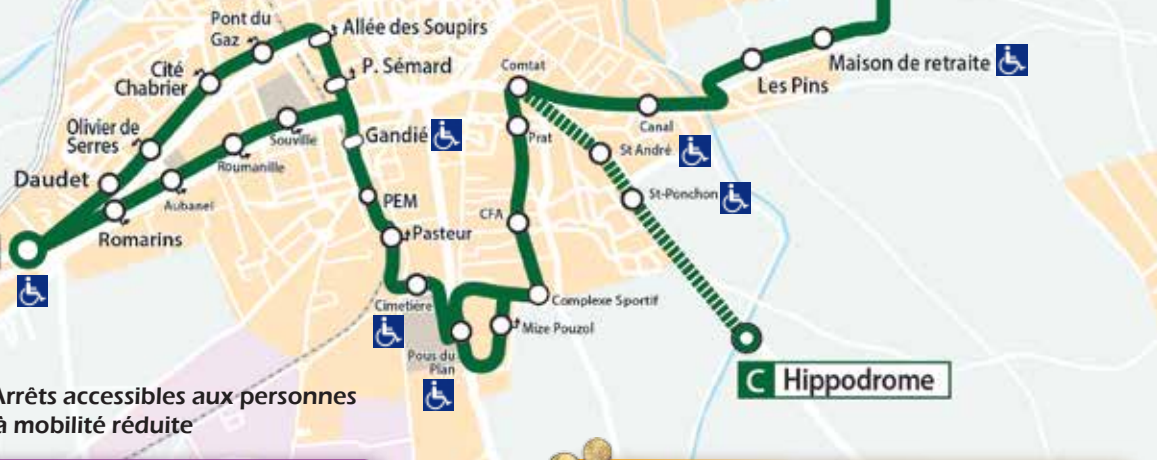 Pont du
Gaz
Allée des Soupirs
Cité
Chabrier
P. Sémard
Comtat
Maison de retraite
Les Pins
Olivier de
Serres
Souville
Gandié
Prat
Canal
St André
Daudet
Roumanille
Aubanel
PEM
St-Ponchon
CFA
Romarins
Pasteur
Cimetière
Complexe Sportif
Mize Pouzol
Pous du
Plan
C Hippodrome
Arrêts accessibles aux personnes
à mobilité réduite